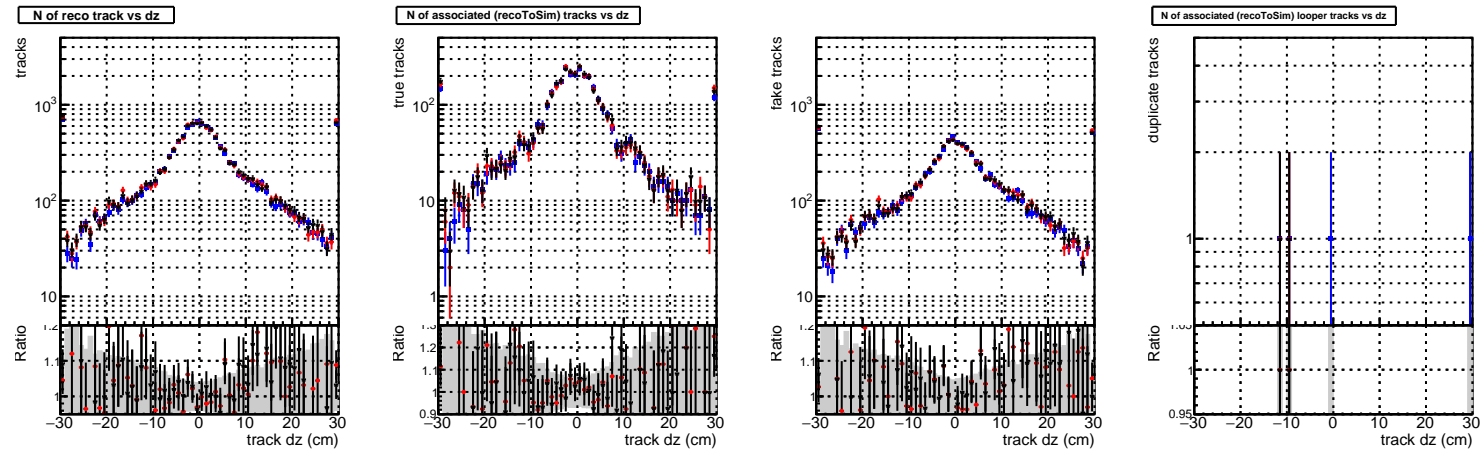 N of reco track vs dz
tracks
10³
10²
10
Ratio
1.2
1.1
1
−30 −20 −10 0 10 20 30
track dz (cm)
N of associated (recoToSim) tracks vs dz
true tracks
10²
10
1
Ratio
1.3
1.2
1.1
1
0.9
−30 −20 −10 0 10 20 30
track dz (cm)
fake tracks
10³
10²
10
Ratio
1.2
1.1
1
−30 −20 −10 0 10 20 30
track dz (cm)
N of associated (recoToSim) looper tracks vs dz
duplicate tracks
1
Ratio
1.05
1
0.95
−30 −20 −10 0 10 20 30
track dz (cm)